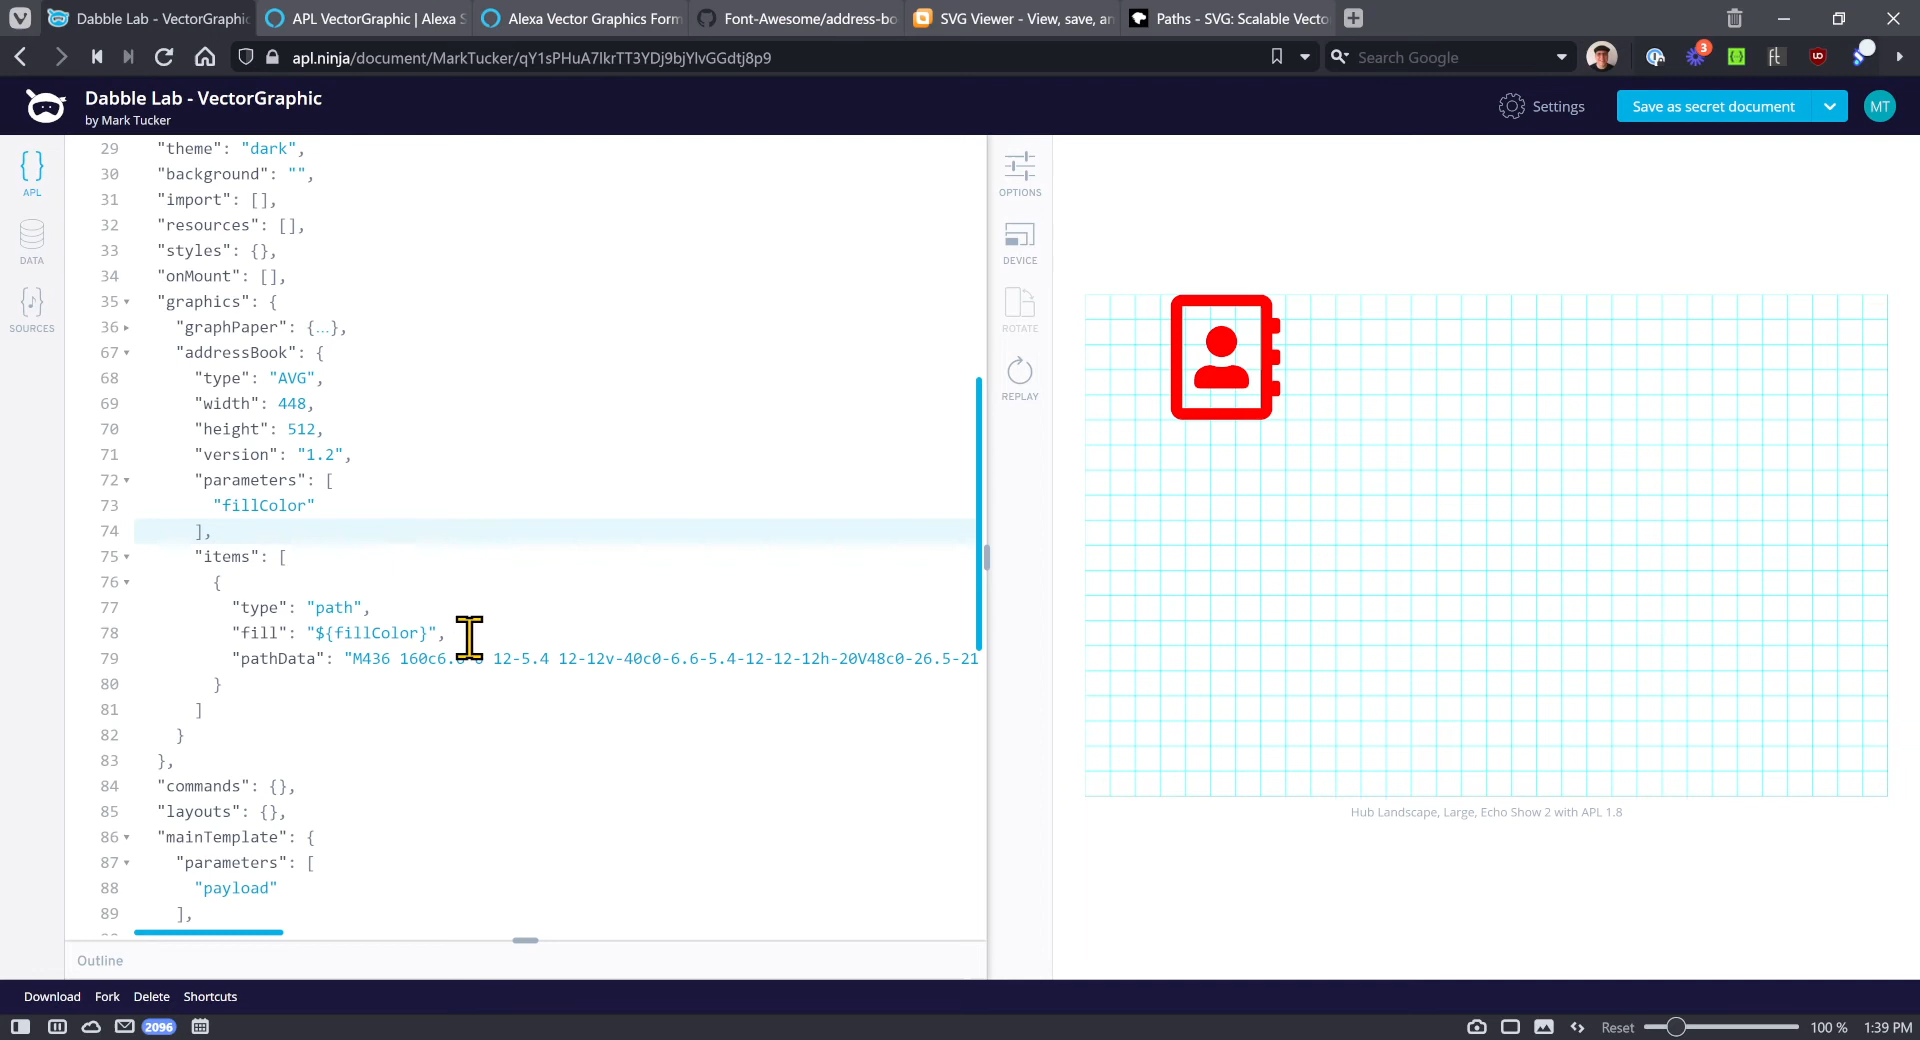 Dabble Lab - VectorGraphic
APL VectorGraphic | Alexa S
Alexa Vector Graphics Form
Font-Awesome/address-bo
SVG Viewer - View, save, an
Paths - SVG: Scalable Vecto
apl.ninja/document/MarkTucker/qY1sPHuA7lkrTT3YDj9bjYlvGGdtj8p9
Search Google
3
Dabble Lab - VectorGraphic
by Mark Tucker
Settings
Save as secret document
MT
APL
DATA
SOURCES
29 "theme": "dark",
30 "background": "",
31 "import": [],
32 "resources": [],
33 "styles": {},
34 "onMount": [],
35 "graphics": {
36 "graphPaper": {...},
67 "addressBook": {
68 "type": "AVG",
69 "width": 448,
70 "height": 512,
71 "version": "1.2",
72 "parameters": [
73 "fillColor"
74 ],
75 "items": [
76 {
77 "type": "path",
78 "fill": "${fillColor}",
79 "pathData": "M436 160c6. 12-5.4 12-12v-40c0-6.6-5.4-12-12-12h-20V48c0-26.5-21
80 }
81 ]
82 }
83 },
84 "commands": {},
85 "layouts": {},
86 "mainTemplate": {
87 "parameters": [
88 "payload"
89 ],
Outline
OPTIONS
DEVICE
ROTATE
REPLAY
Hub Landscape, Large, Echo Show 2 with APL 1.8
Download Fork Delete Shortcuts
2096
Reset
100 %
1:39 PM